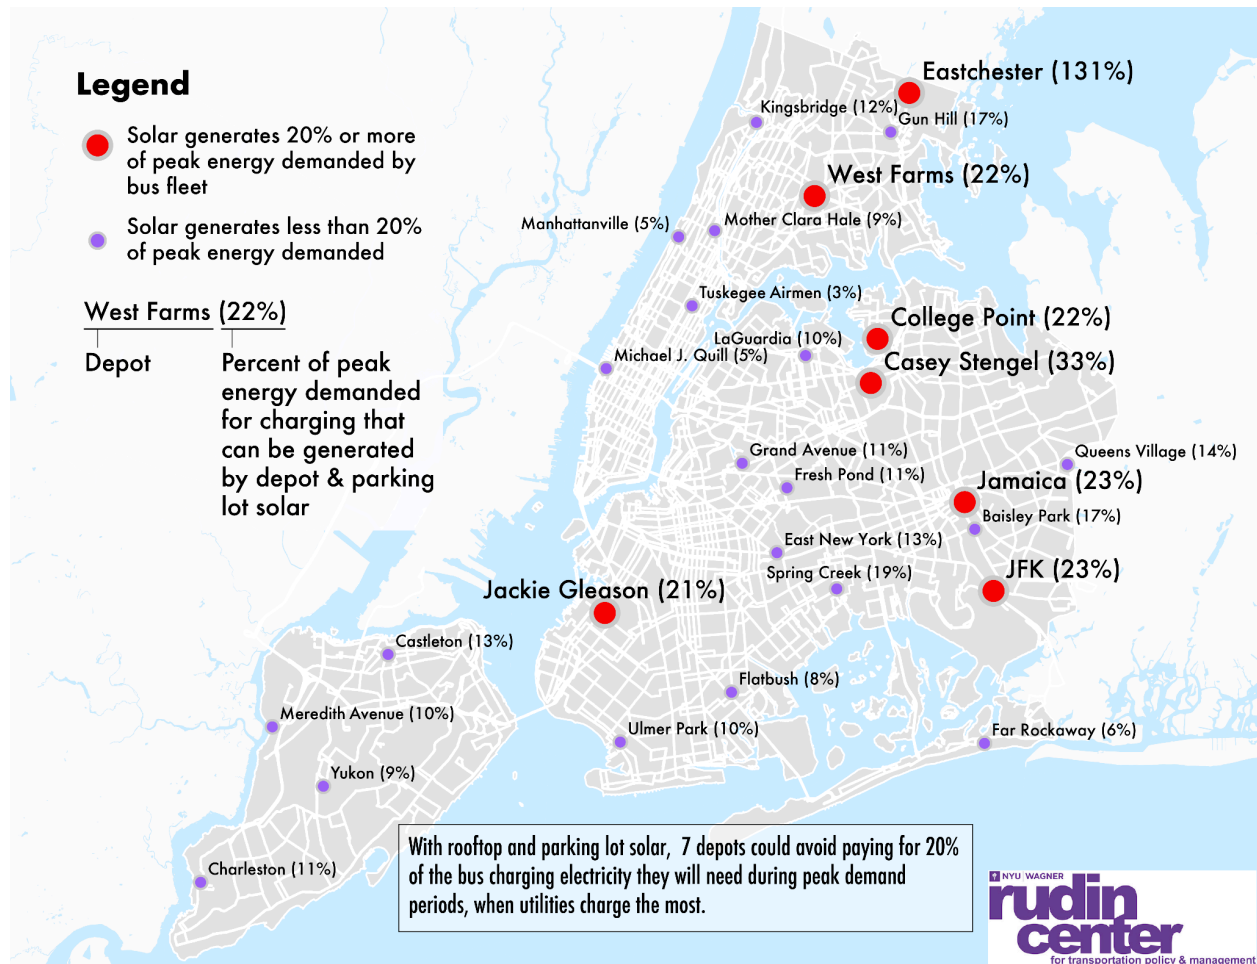 Legend
Solar generates 20% or more
of peak energy demanded by
bus fleet
Solar generates less than 20%
of peak energy demanded
West Farms (22%)
Depot
Percent of peak
energy demanded
for charging that
can be generated
by depot & parking
lot solar
Eastchester (131%)
Kingsbridge (12%)
Gun Hill (17%)
West Farms (22%)
Manhattanville (5%)
Mother Clara Hale (9%)
Tuskegee Airmen (3%)
College Point (22%)
LaGuardia (10%)
Michael J. Quill (5%)
Casey Stengel (33%)
Grand Avenue (11%)
Queens Village (14%)
Fresh Pond (11%)
Jamaica (23%)
Baisley Park (17%)
East New York (13%)
Spring Creek (19%)
JFK (23%)
Jackie Gleason (21%)
Castleton (13%)
Flatbush (8%)
Meredith Avenue (10%)
Ulmer Park (10%)
Far Rockaway (6%)
Yukon (9%)
Charleston (11%)
With rooftop and parking lot solar, 7 depots could avoid paying for 20%
of the bus charging electricity they will need during peak demand
periods, when utilities charge the most.
NYU WAGNER
rudin
center
for transportation policy & management